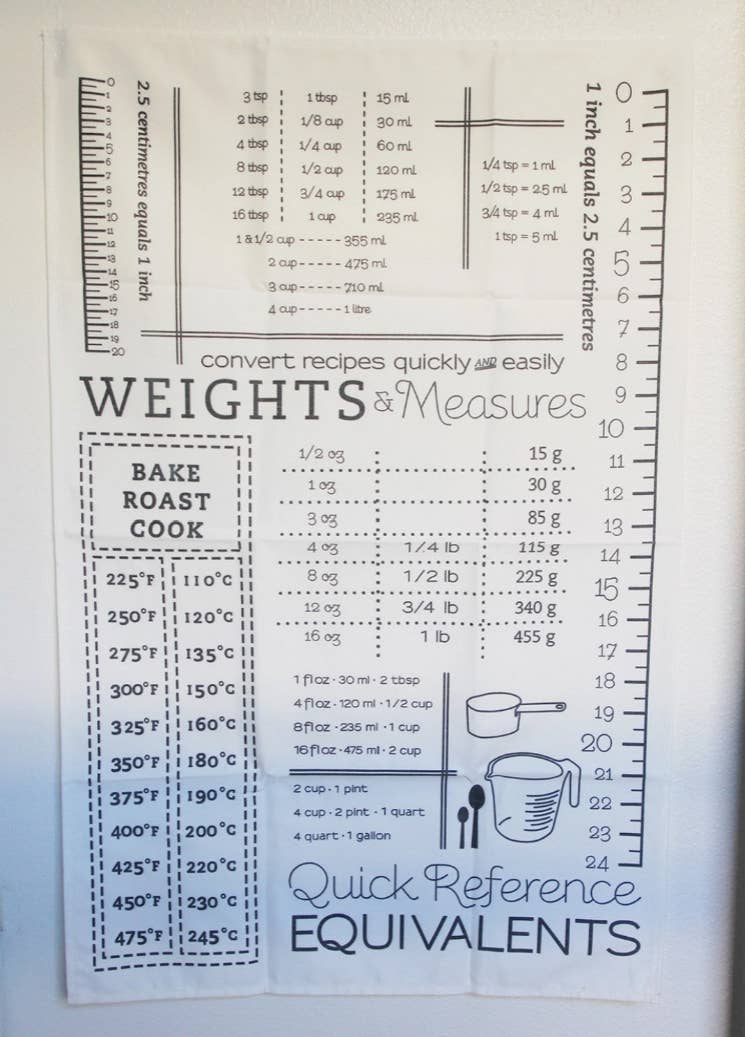 0
1
2
3
4
5
6
7
8
9
10
11
12
13
14
15
16
17
18
19
20
2.5 centimetres equals 1 inch
3 tsp 1 tbsp 15 ml
2 tbsp 1/8 cup 30 ml
4 tbsp 1/4 cup 60 ml
8 tbsp 1/2 cup 120 ml
12 tbsp 3/4 cup 175 ml
16 tbsp 1 cup 235 ml
1 & 1/2 cup ----- 355 ml
2 cup ----- 475 ml
3 cup ----- 710 ml
4 cup ----- 1 litre
1/4 tsp = 1 ml
1/2 tsp = 2.5 ml
3/4 tsp = 4 ml
1 tsp = 5 ml
1 inch equals 2.5 centimetres
0
1
2
3
4
5
6
7
8
9
10
11
12
13
14
15
16
17
18
19
20
21
22
23
24
convert recipes quickly AND easily
WEIGHTS & Measures
BAKE
ROAST
COOK
225°F 110°C
250°F 120°C
275°F 135°C
300°F 150°C
325°F 160°C
350°F 180°C
375°F 190°C
400°F 200°C
425°F 220°C
450°F 230°C
475°F 245°C
1/2 oz 15 g
1 oz 30 g
3 oz 85 g
4 oz 1/4 lb 115 g
8 oz 1/2 lb 225 g
12 oz 3/4 lb 340 g
16 oz 1 lb 455 g
1 fl oz · 30 ml · 2 tbsp
4 fl oz · 120 ml · 1/2 cup
8 fl oz · 235 ml · 1 cup
16 fl oz · 475 ml · 2 cup
2 cup · 1 pint
4 cup · 2 pint · 1 quart
4 quart · 1 gallon
Quick Reference
EQUIVALENTS